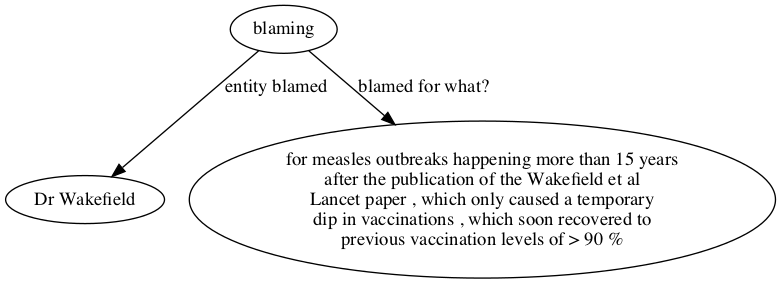 blaming
entity blamed
blamed for what?
Dr Wakefield
for measles outbreaks happening more than 15 years
after the publication of the Wakefield et al
Lancet paper , which only caused a temporary
dip in vaccinations , which soon recovered to
previous vaccination levels of > 90 %